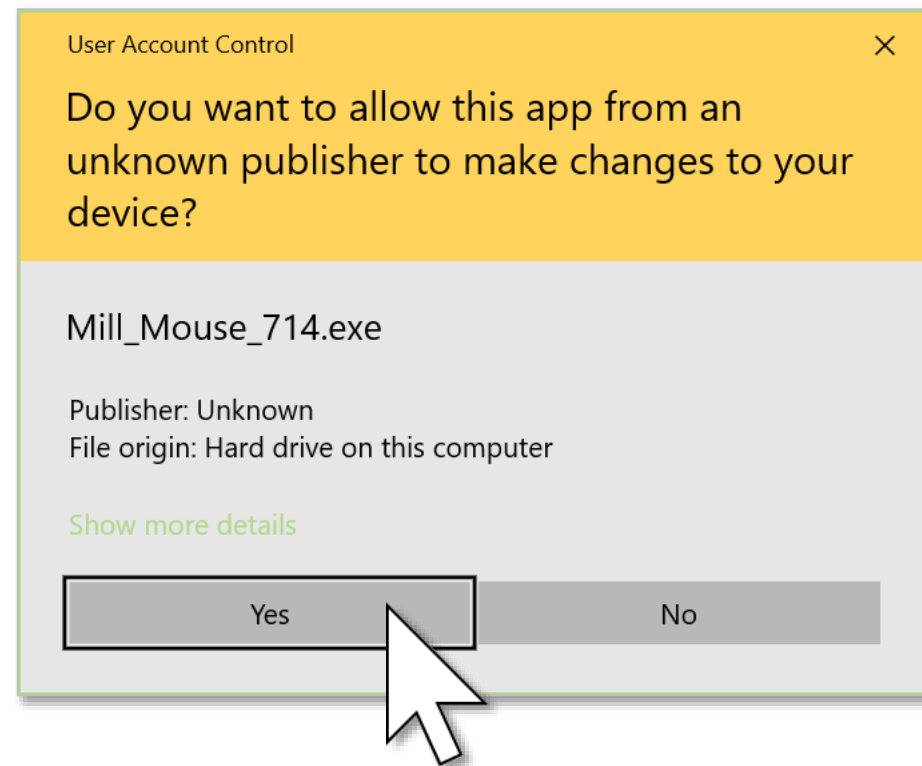 User Account Control
Do you want to allow this app from an
unknown publisher to make changes to your
device?
Mill_Mouse_714.exe
Publisher: Unknown
File origin: Hard drive on this computer
Show more details
Yes
No